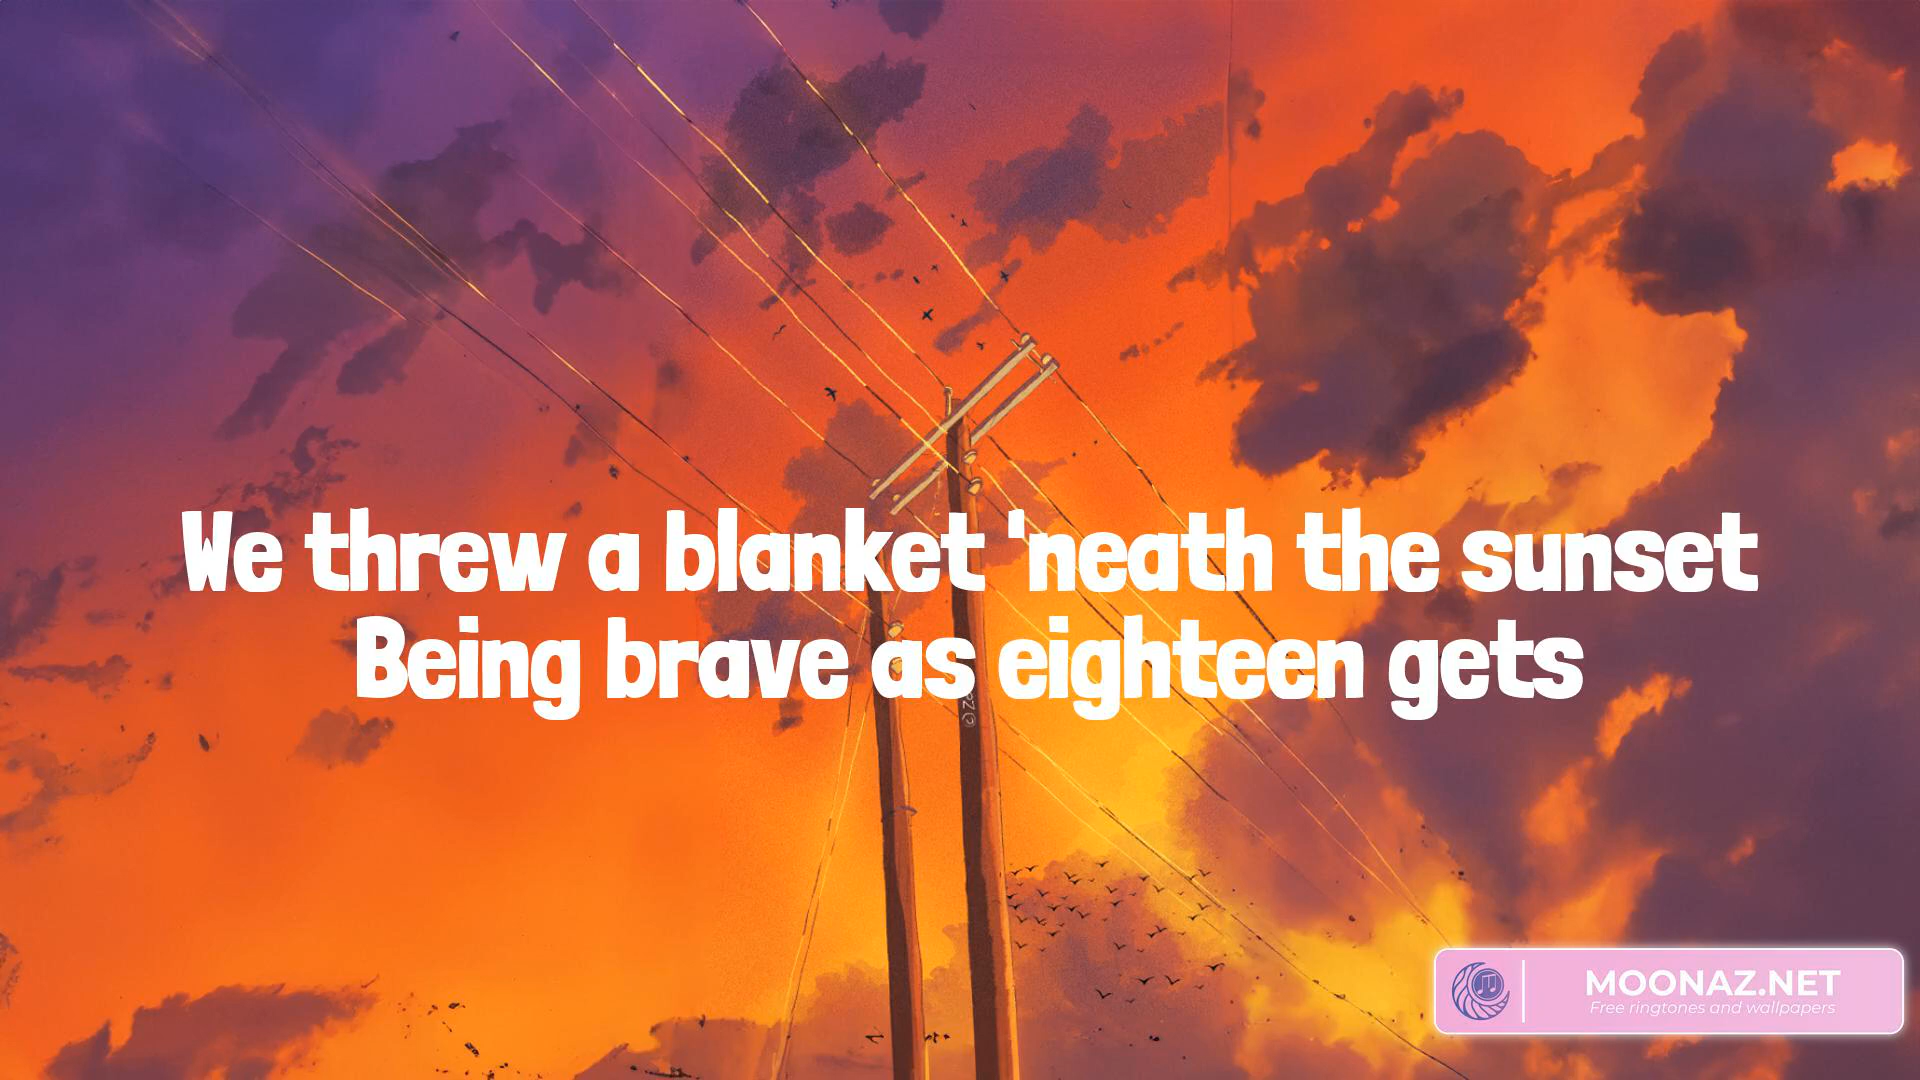 We threw a blanket 'neath the sunset
Being brave as eighteen gets
MOONAZ.NET
Free ringtones and wallpapers